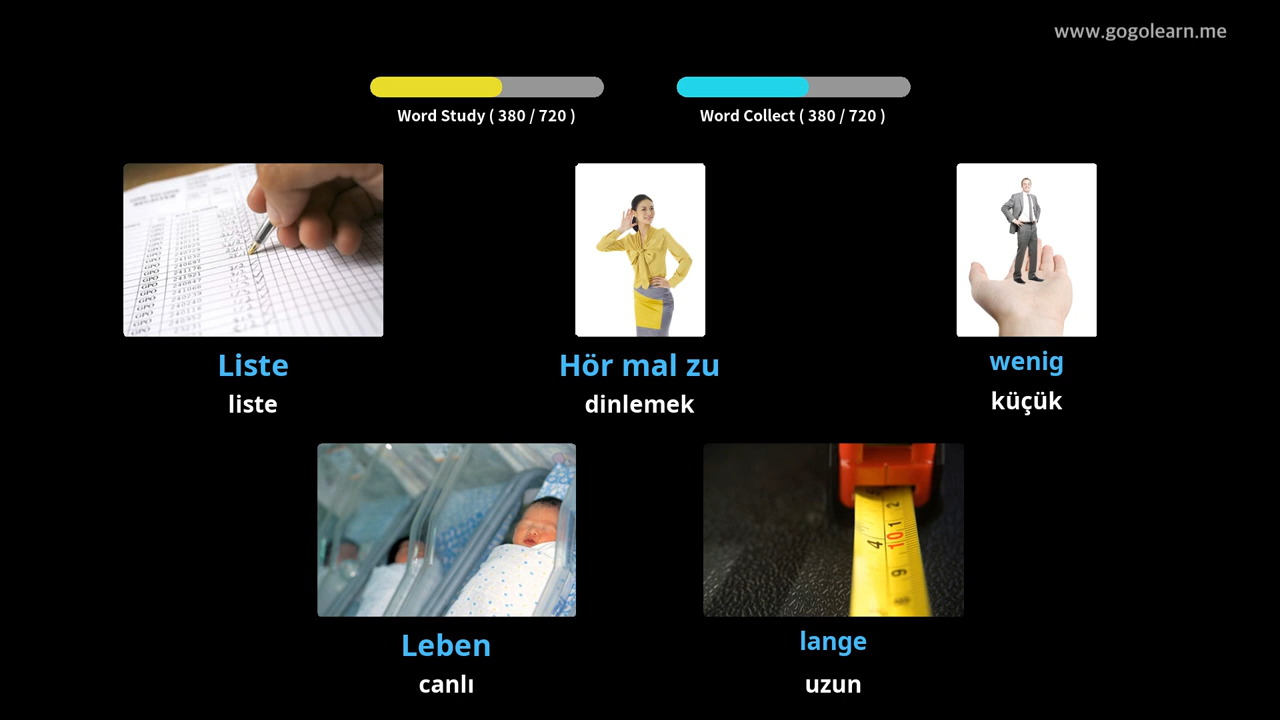 www.gogolearn.me
Word Study ( 380 / 720 )
Word Collect ( 380 / 720 )
Liste
liste
Hör mal zu
dinlemek
wenig
küçük
Leben
canlı
lange
uzun